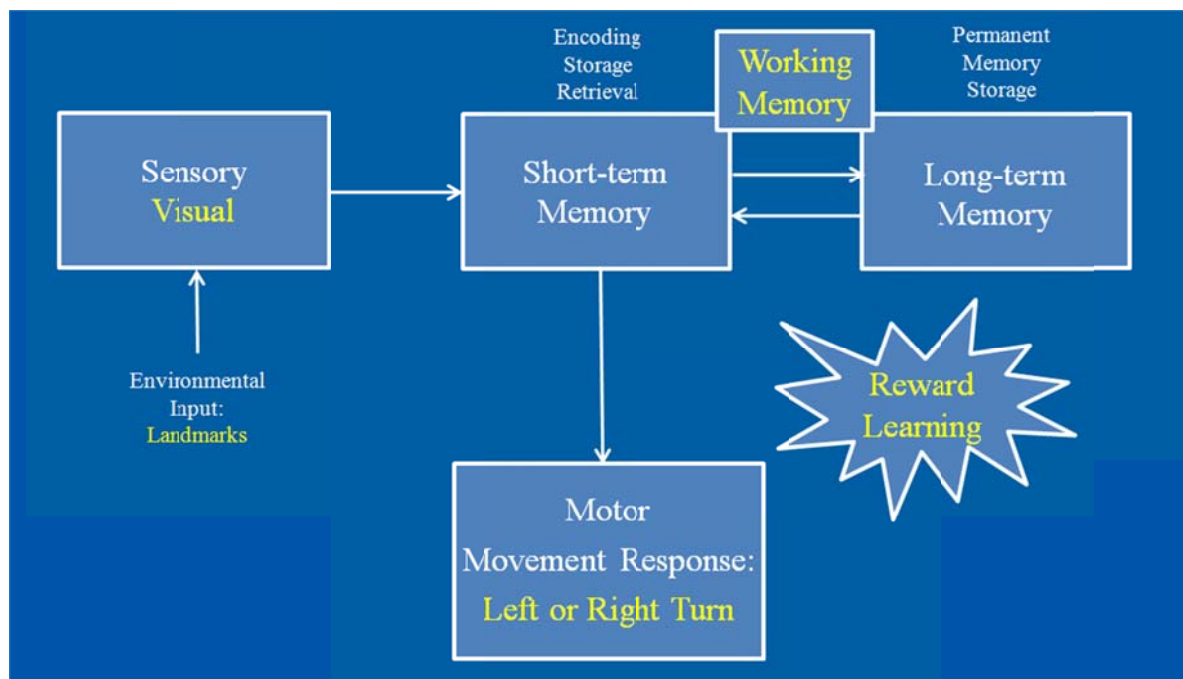 Encoding
Storage
Retrieval
Working
Memory
Permanent
Memory
Storage
Sensory
Visual
Short-term
Memory
Long-term
Memory
Environmental
Input:
Landmarks
Reward
Learning
Motor
Movement Response:
Left or Right Turn